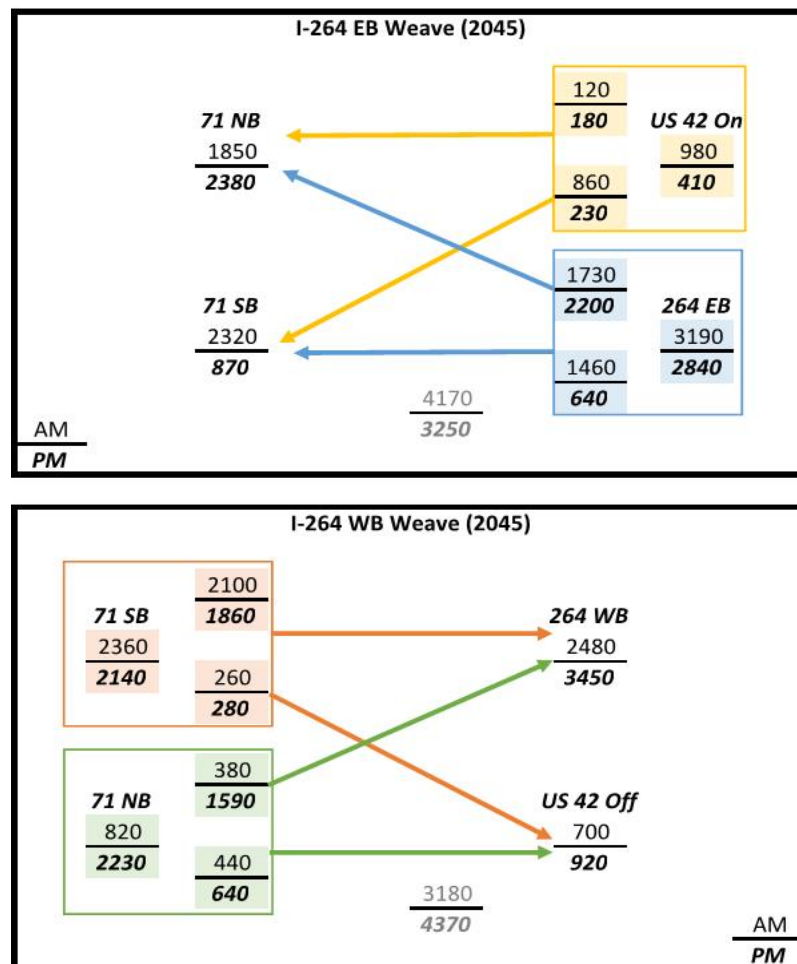 I-264 EB Weave (2045)
120
71 NB
180
US 42 On
1850
980
2380
860
410
230
1730
71 SB
2200
264 EB
2320
3190
870
1460
2840
4170
640
3250
AM
PM
I-264 WB Weave (2045)
2100
71 SB
1860
264 WB
2360
2480
2140
260
3450
280
380
71 NB
1590
US 42 Off
820
700
2230
440
920
640
3180
4370
AM
PM